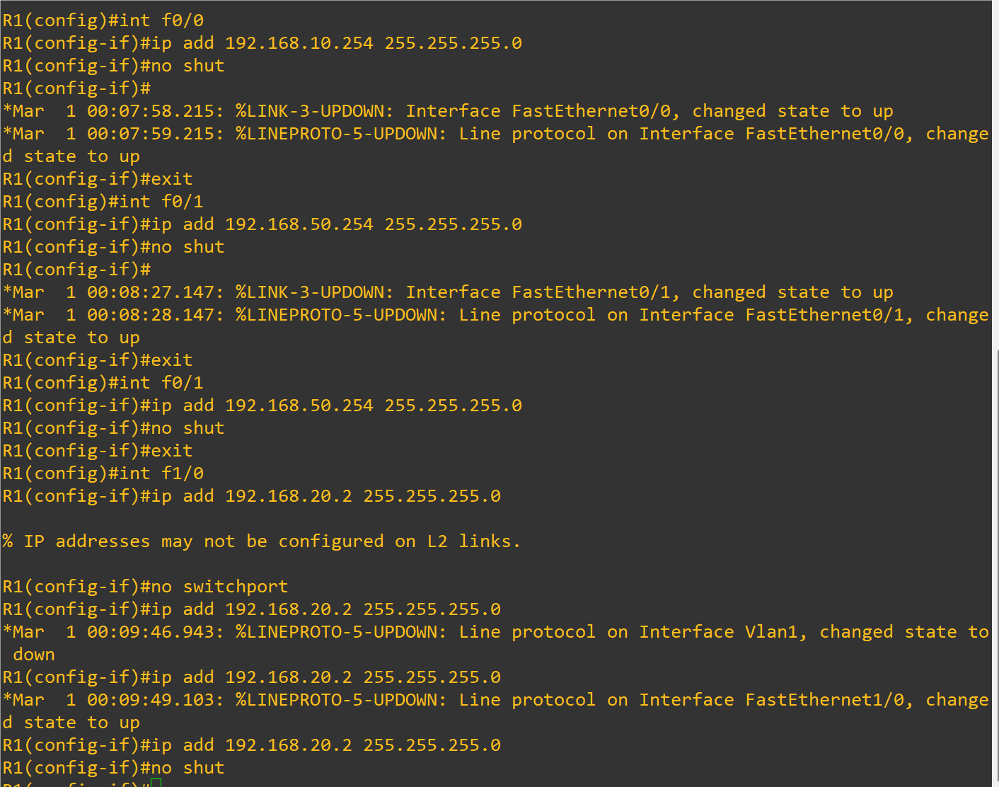 R1(config)#int f0/0
R1(config-if)#ip add 192.168.10.254 255.255.255.0
R1(config-if)#no shut
R1(config-if)#
*Mar  1 00:07:58.215: %LINK-3-UPDOWN: Interface FastEthernet0/0, changed state to up
*Mar  1 00:07:59.215: %LINEPROTO-5-UPDOWN: Line protocol on Interface FastEthernet0/0, change
d state to up
R1(config-if)#exit
R1(config)#int f0/1
R1(config-if)#ip add 192.168.50.254 255.255.255.0
R1(config-if)#no shut
R1(config-if)#
*Mar  1 00:08:27.147: %LINK-3-UPDOWN: Interface FastEthernet0/1, changed state to up
*Mar  1 00:08:28.147: %LINEPROTO-5-UPDOWN: Line protocol on Interface FastEthernet0/1, change
d state to up
R1(config-if)#exit
R1(config)#int f0/1
R1(config-if)#ip add 192.168.50.254 255.255.255.0
R1(config-if)#no shut
R1(config-if)#exit
R1(config)#int f1/0
R1(config-if)#ip add 192.168.20.2 255.255.255.0

% IP addresses may not be configured on L2 links.

R1(config-if)#no switchport
R1(config-if)#ip add 192.168.20.2 255.255.255.0
*Mar  1 00:09:46.943: %LINEPROTO-5-UPDOWN: Line protocol on Interface Vlan1, changed state to
 down
R1(config-if)#ip add 192.168.20.2 255.255.255.0
*Mar  1 00:09:49.103: %LINEPROTO-5-UPDOWN: Line protocol on Interface FastEthernet1/0, change
d state to up
R1(config-if)#ip add 192.168.20.2 255.255.255.0
R1(config-if)#no shut
R1(config-if)#